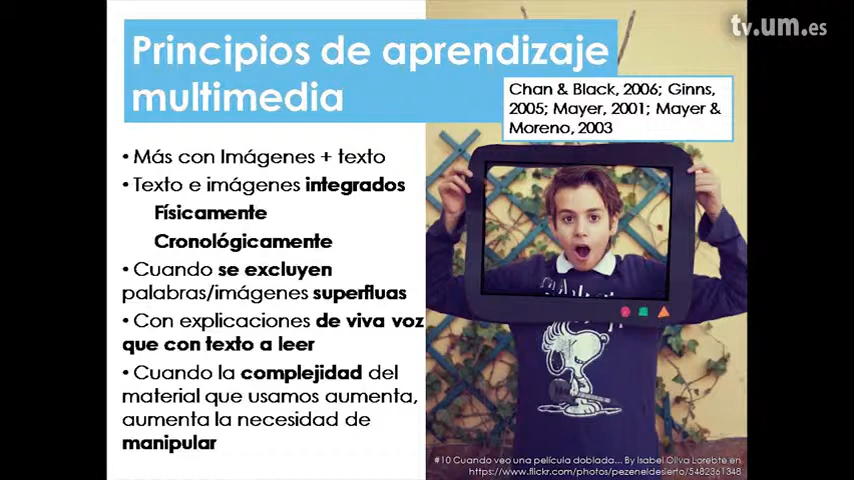 tv.um.es
Principios de aprendizaje
multimedia
Chan & Black, 2006; Ginns,
2005; Mayer, 2001; Mayer &
Moreno, 2003
• Más con Imágenes + texto
• Texto e imágenes integrados
Físicamente
Cronológicamente
• Cuando se excluyen
palabras/imágenes superfluas
• Con explicaciones de viva voz
que con texto a leer
• Cuando la complejidad del
material que usamos aumenta,
aumenta la necesidad de
manipular
#10 Cuando veo una película doblada... By Isabel Oliva Lorebte en
https://www.flickr.com/photos/pezeneldesierto/5482361348